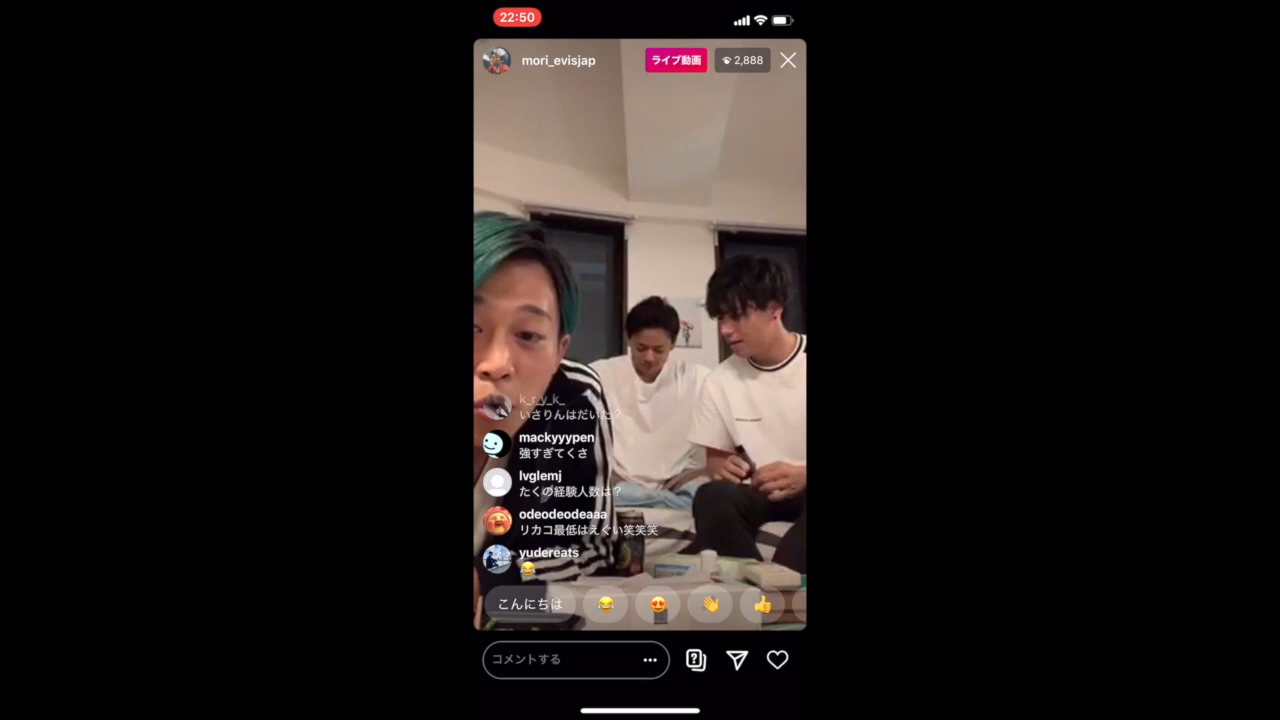 22:50
mori_evisjap
ライブ動画
2,888
k_r_y_k_
いさりんはだいた?
mackyyypen
強すぎてくさ
lvglemj
たくの経験人数は?
odeodeodeaaa
リカコ最低はえぐい笑笑笑
yudereats
😂
こんにちは 😂 😍 👋 👍
コメントする